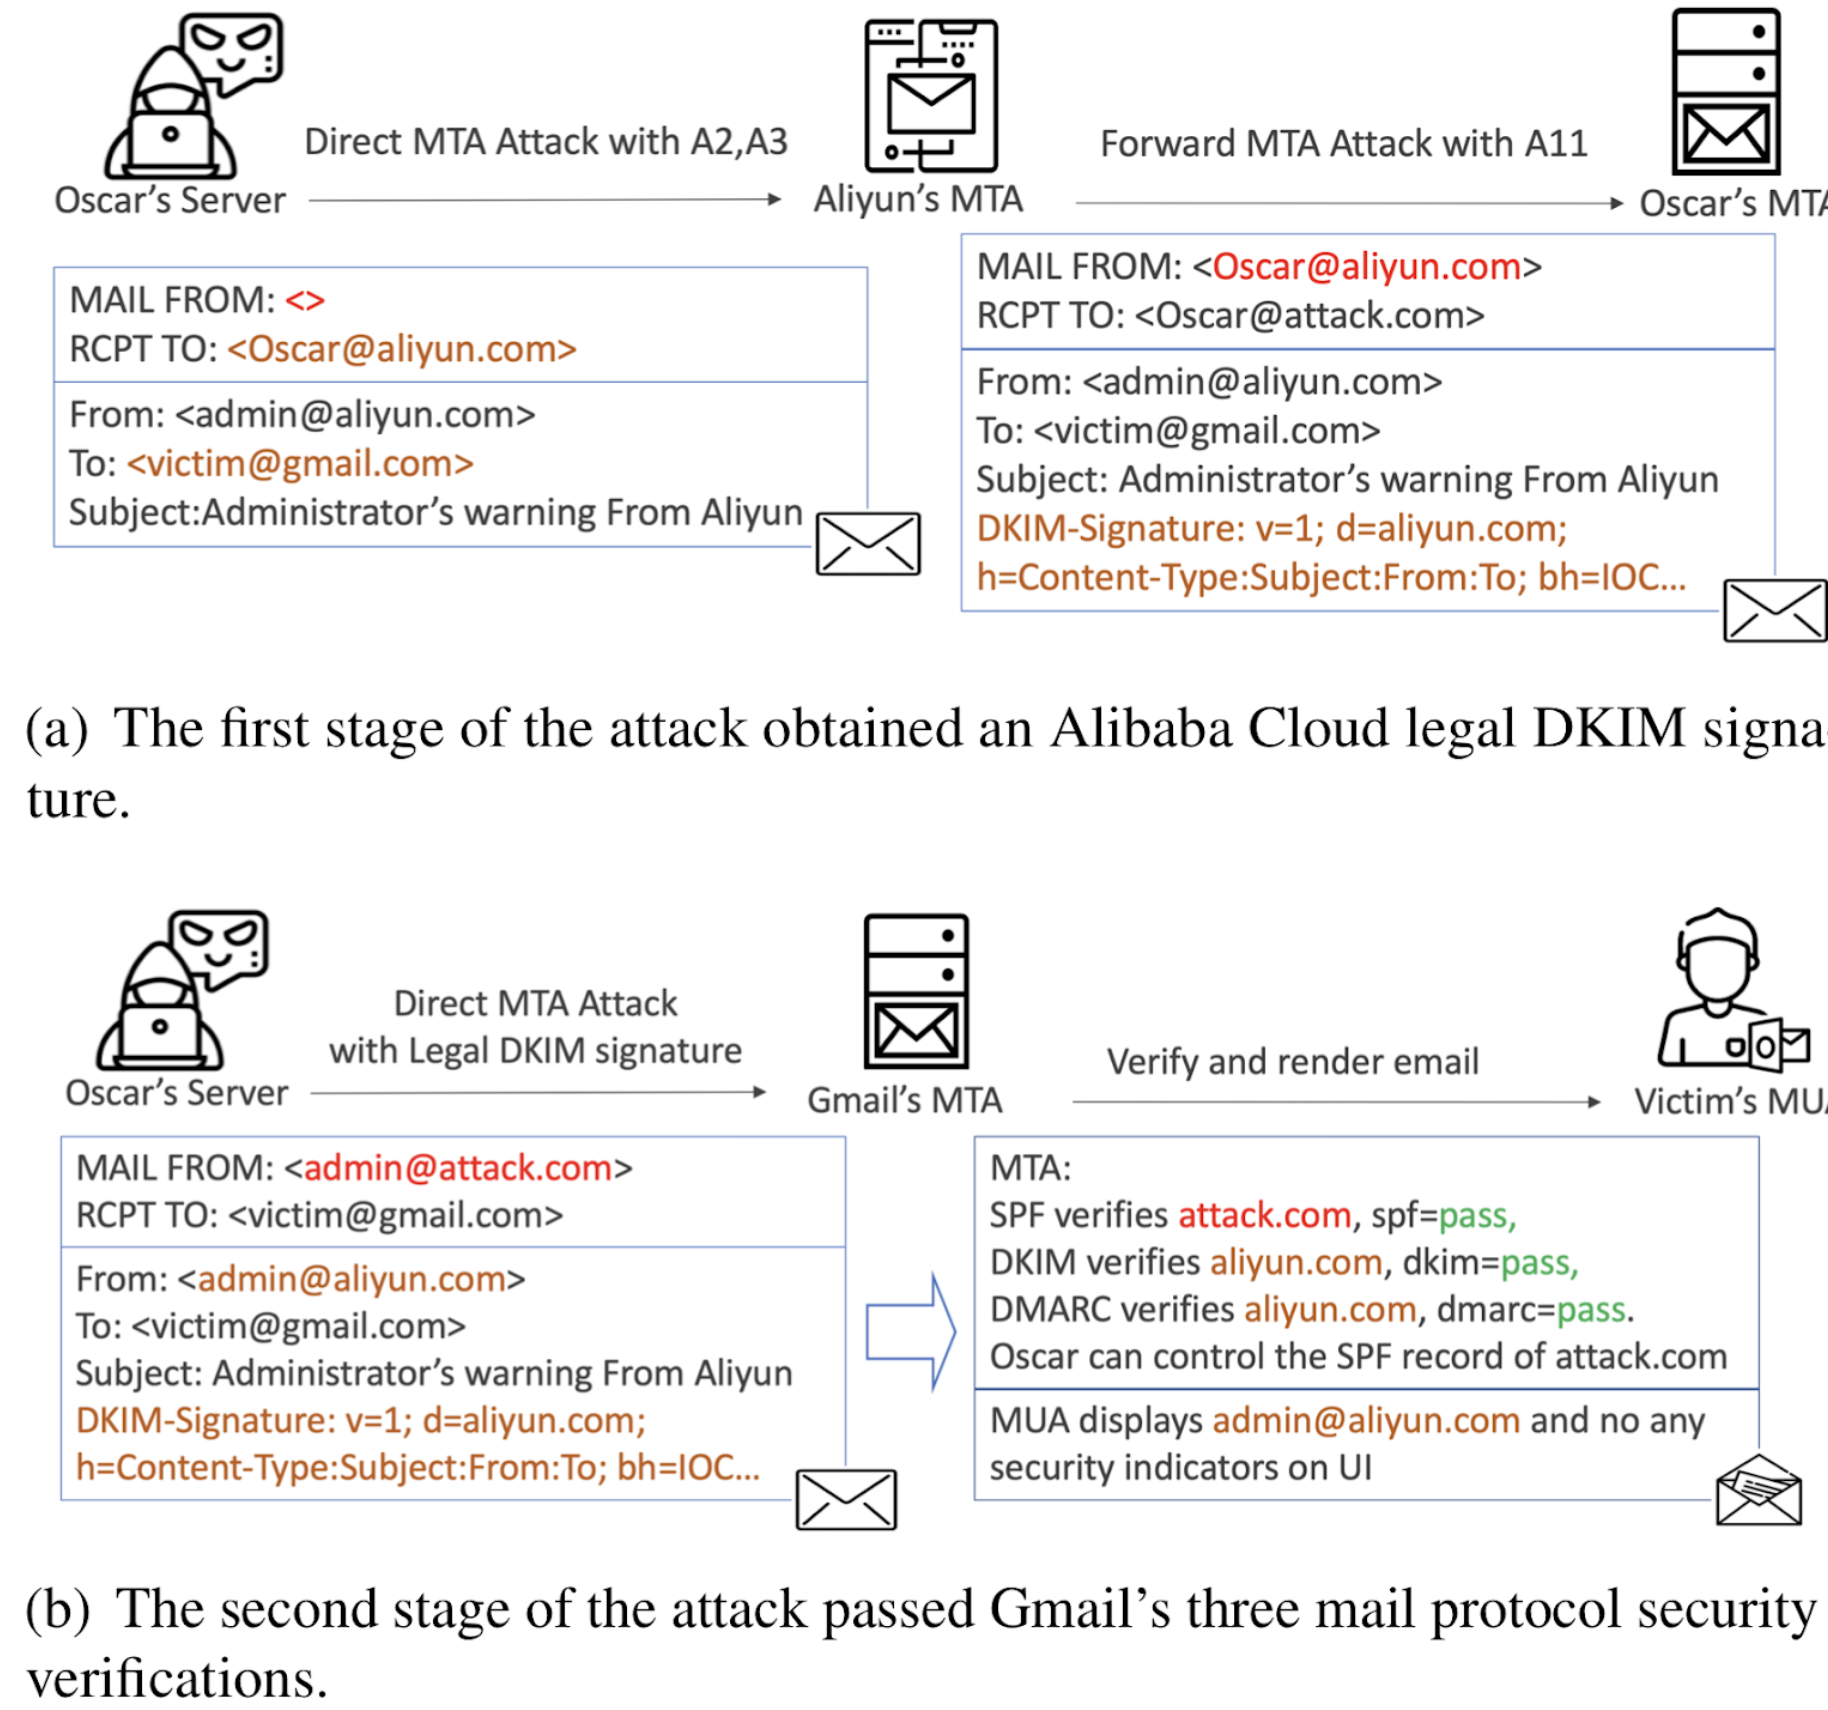 Direct MTA Attack with A2,A3
Forward MTA Attack with A11
Oscar's Server
Aliyun's MTA
Oscar's MTA
MAIL FROM: <>
RCPT TO: <Oscar@aliyun.com>
From: <admin@aliyun.com>
To: <victim@gmail.com>
Subject:Administrator's warning From Aliyun
MAIL FROM: <Oscar@aliyun.com>
RCPT TO: <Oscar@attack.com>
From: <admin@aliyun.com>
To: <victim@gmail.com>
Subject: Administrator's warning From Aliyun
DKIM-Signature: v=1; d=aliyun.com;
h=Content-Type:Subject:From:To; bh=IOC...
(a) The first stage of the attack obtained an Alibaba Cloud legal DKIM signa-
ture.
Direct MTA Attack
with Legal DKIM signature
Verify and render email
Oscar's Server
Gmail's MTA
Victim's MUA
MAIL FROM: <admin@attack.com>
RCPT TO: <victim@gmail.com>
From: <admin@aliyun.com>
To: <victim@gmail.com>
Subject: Administrator's warning From Aliyun
DKIM-Signature: v=1; d=aliyun.com;
h=Content-Type:Subject:From:To; bh=IOC...
MTA:
SPF verifies attack.com, spf=pass,
DKIM verifies aliyun.com, dkim=pass,
DMARC verifies aliyun.com, dmarc=pass.
Oscar can control the SPF record of attack.com
MUA displays admin@aliyun.com and no any
security indicators on UI
(b) The second stage of the attack passed Gmail's three mail protocol security
verifications.